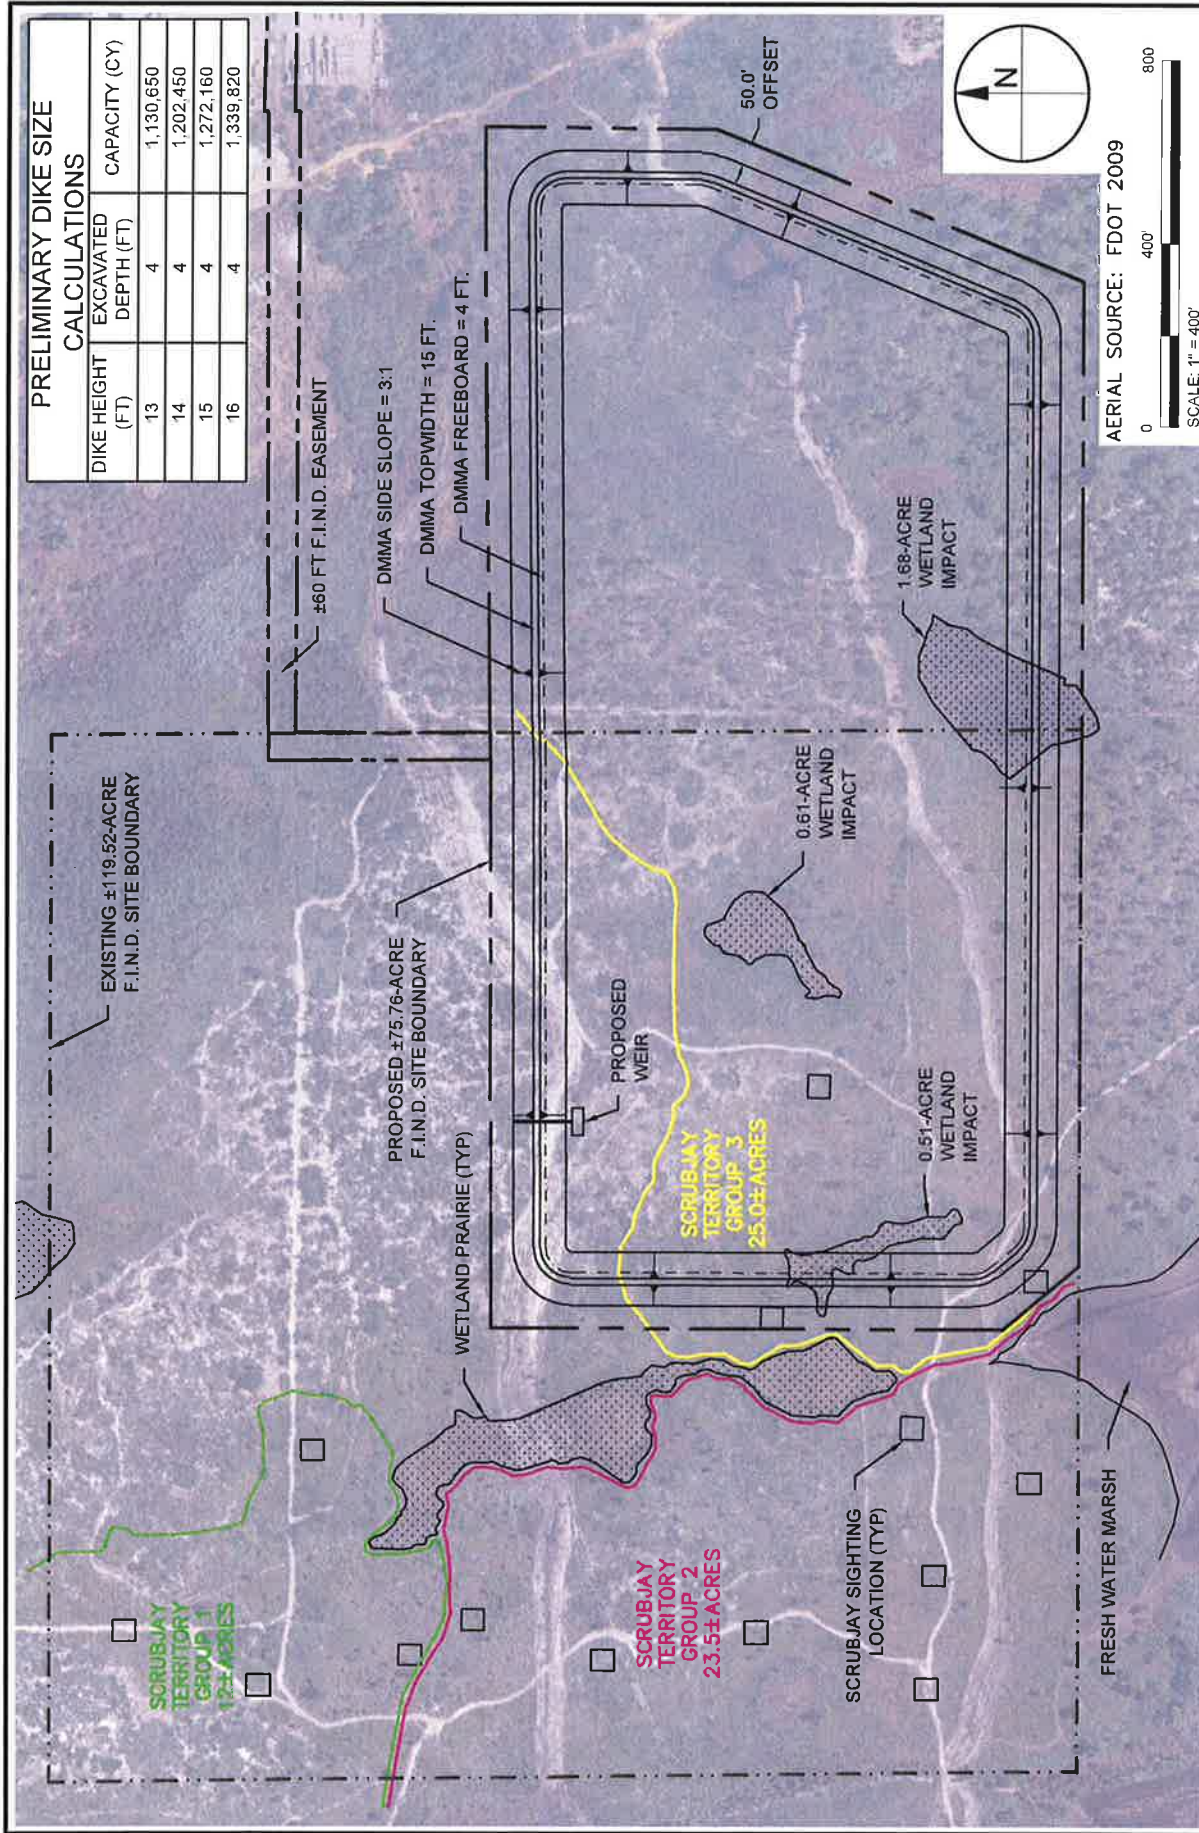 PRELIMINARY DIKE SIZE
CALCULATIONS
DIKE HEIGHT (FT) EXCAVATED DEPTH (FT) CAPACITY (CY)
13 4 1,130,650
14 4 1,202,450
15 4 1,272,160
16 4 1,339,820
EXISTING ±119.52-ACRE
F.I.N.D. SITE BOUNDARY
±60 FT F.I.N.D. EASEMENT
PROPOSED ±75.76-ACRE
F.I.N.D. SITE BOUNDARY
DMMA SIDE SLOPE = 3:1
DMMA TOPWIDTH = 15 FT.
DMMA FREEBOARD = 4 FT.
50.0'
OFFSET
WETLAND PRAIRIE (TYP)
PROPOSED
WEIR
SCRUBJAY
TERRITORY
GROUP 1
12±ACRES
SCRUBJAY
TERRITORY
GROUP 2
23.5±ACRES
SCRUBJAY
TERRITORY
GROUP 3
25.0±ACRES
0.61-ACRE
WETLAND
IMPACT
1.68-ACRE
WETLAND
IMPACT
0.51-ACRE
WETLAND
IMPACT
SCRUBJAY SIGHTING
LOCATION (TYP)
FRESH WATER MARSH
N
AERIAL SOURCE: FDOT 2009
0 400' 800
SCALE: 1" = 400'